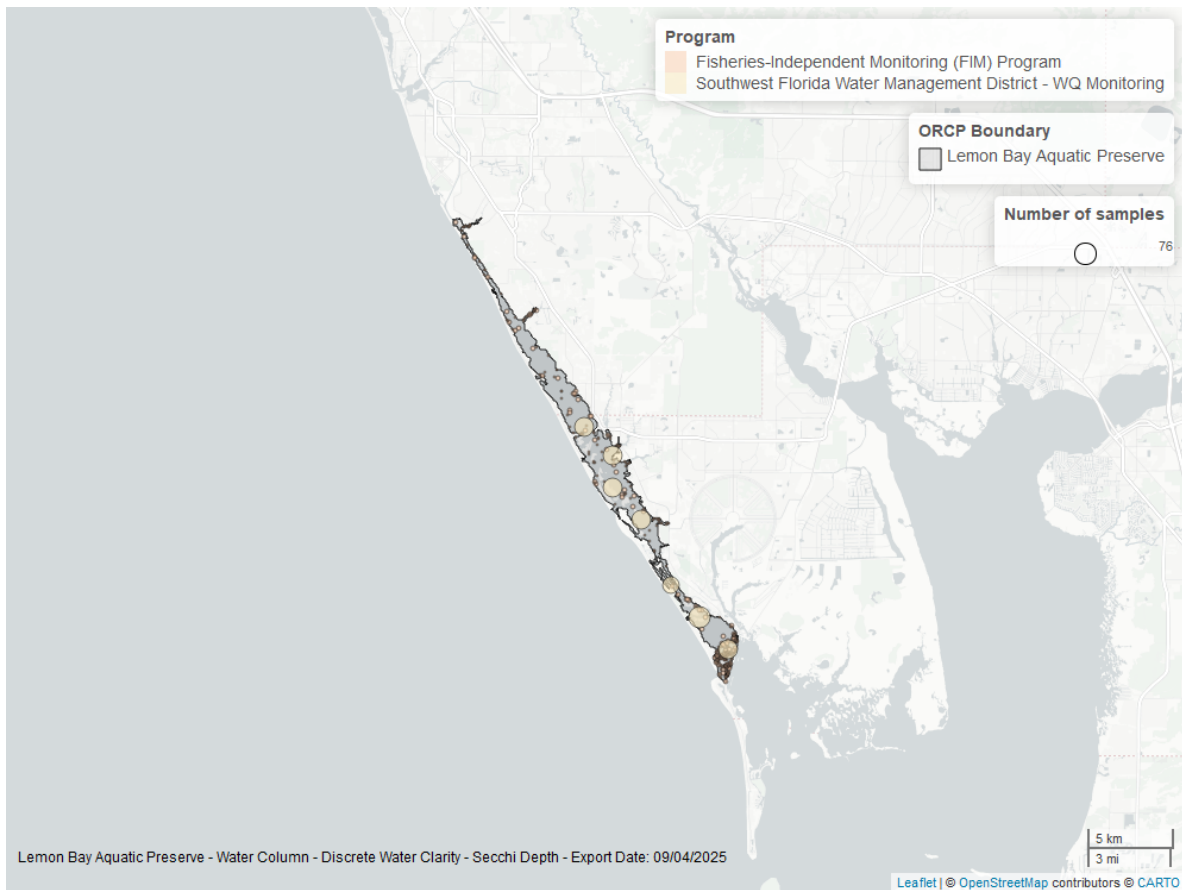 Program
Fisheries-Independent Monitoring (FIM) Program
Southwest Florida Water Management District - WQ Monitoring
ORCP Boundary
Lemon Bay Aquatic Preserve
Number of samples
76
5 km
3 mi
Lemon Bay Aquatic Preserve - Water Column - Discrete Water Clarity - Secchi Depth - Export Date: 09/04/2025
Leaflet | © OpenStreetMap contributors © CARTO